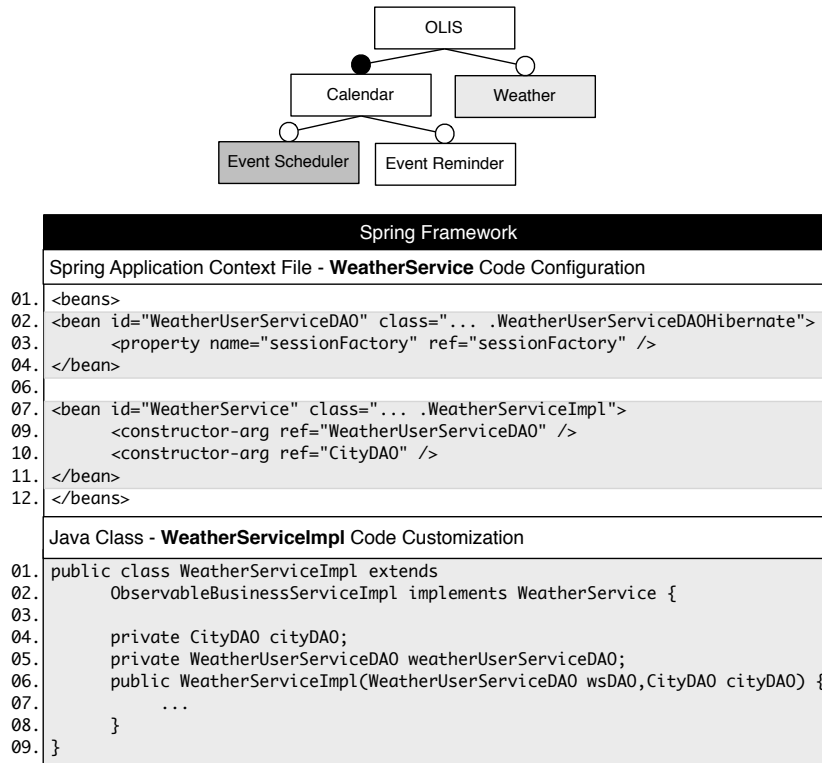 OLIS
Calendar
Weather
Event Scheduler
Event Reminder
Spring Framework
Spring Application Context File - WeatherService Code Configuration
01. <beans>
02. <bean id="WeatherUserServiceDAO" class="... .WeatherUserServiceDAOHibernate">
03. <property name="sessionFactory" ref="sessionFactory" />
04. </bean>
06.
07. <bean id="WeatherService" class="... .WeatherServiceImpl">
09. <constructor-arg ref="WeatherUserServiceDAO" />
10. <constructor-arg ref="CityDAO" />
11. </bean>
12. </beans>
Java Class - WeatherServiceImpl Code Customization
01. public class WeatherServiceImpl extends
02. ObservableBusinessServiceImpl implements WeatherService {
03.
04. private CityDAO cityDAO;
05. private WeatherUserServiceDAO weatherUserServiceDAO;
06. public WeatherServiceImpl(WeatherUserServiceDAO wsDAO,CityDAO cityDAO) {
07. ...
08. }
09. }